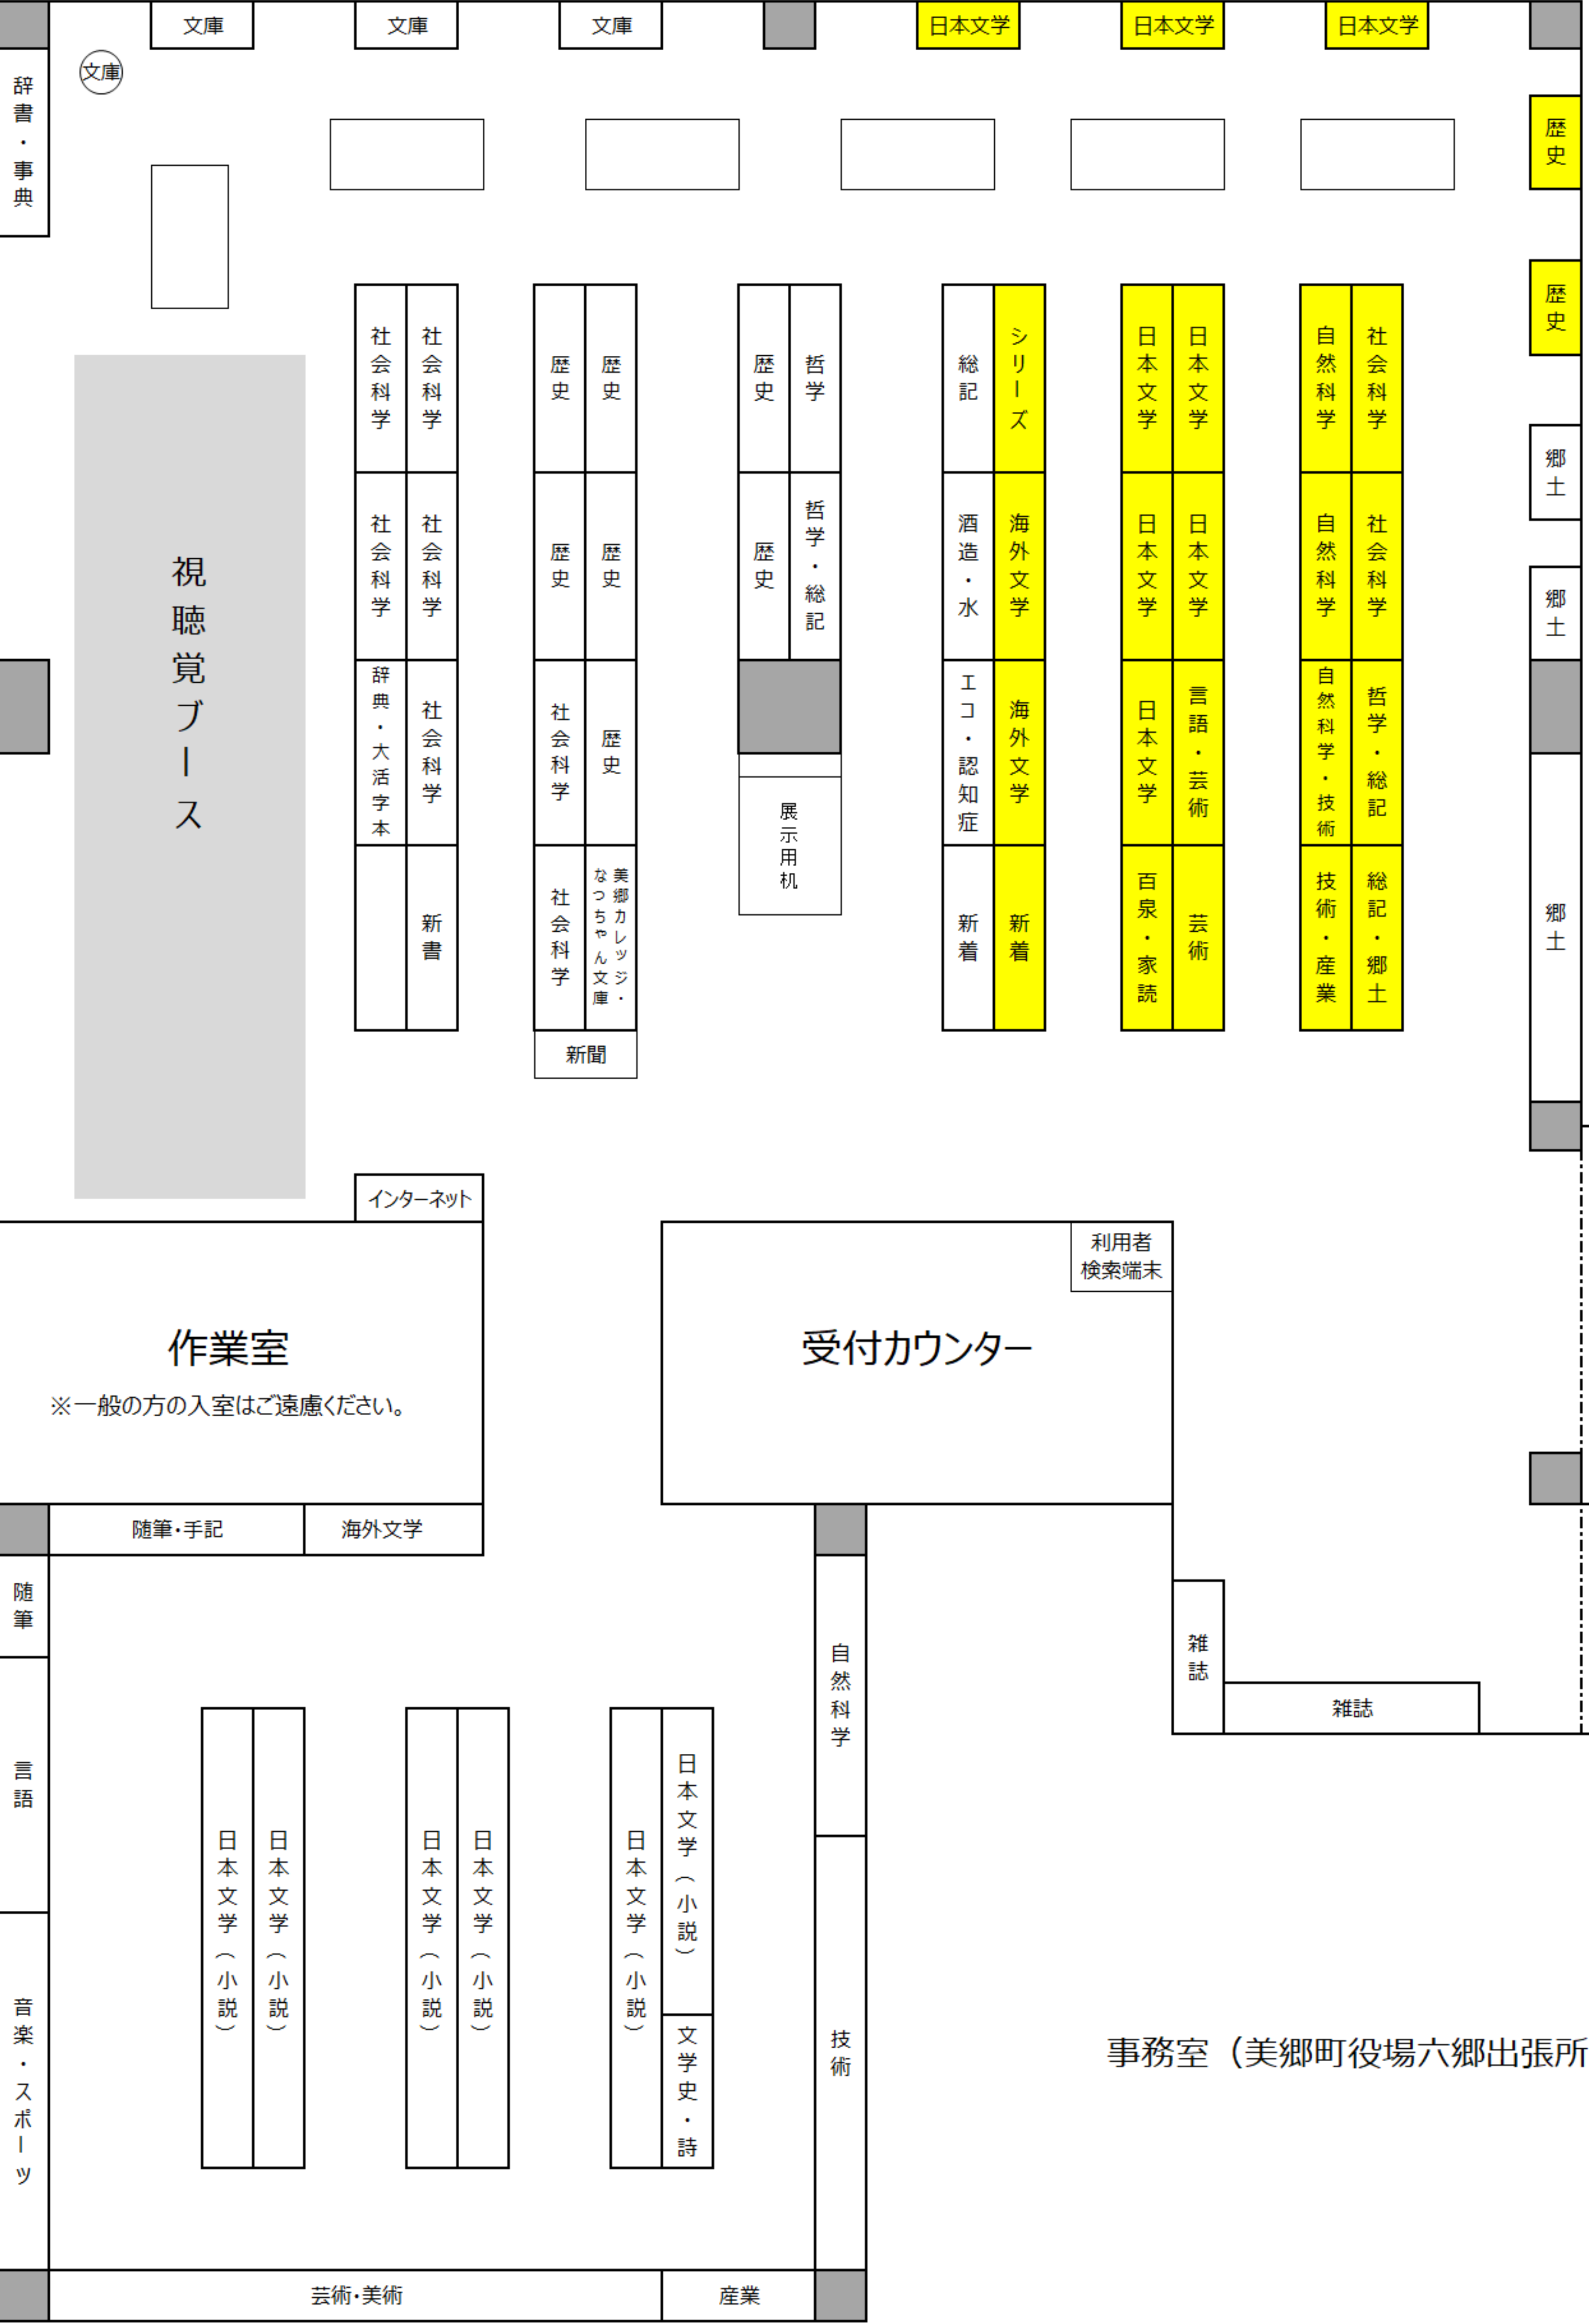 文庫
文庫
文庫
日本文学
日本文学
日本文学
文庫
辞書・事典
歴史
歴史
社会科学
社会科学
歴史
歴史
歴史
哲学
総記
シリーズ
日本文学
日本文学
自然科学
社会科学
郷土
社会科学
社会科学
歴史
歴史
歴史
哲学・総記
酒造・水
海外文学
日本文学
日本文学
自然科学
社会科学
郷土
視聴覚ブース
辞典・大活字本
社会科学
社会科学
歴史
展示用机
エコ・認知症
海外文学
日本文学
言語・芸術
自然科学・技術
哲学・総記
新書
社会科学
美郷カレッジ・
なつちゃん文庫
新着
新着
百泉・家読
芸術
技術・産業
総記・郷土
郷土
新聞
インターネット
利用者
検索端末
作業室
※一般の方の入室はご遠慮ください。
受付カウンター
随筆・手記
海外文学
随筆
言語
音楽・スポーツ
自然科学
技術
雑誌
雑誌
日本文学(小説)
日本文学(小説)
日本文学(小説)
日本文学(小説)
日本文学(小説)
日本文学(小説)
文学史・詩
事務室(美郷町役場六郷出張所
芸術・美術
産業